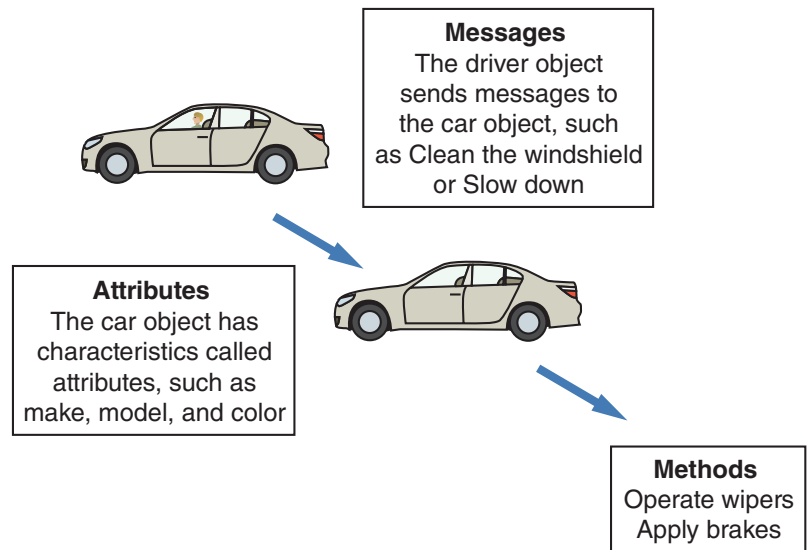 Messages
The driver object
sends messages to
the car object, such
as Clean the windshield
or Slow down
Attributes
The car object has
characteristics called
attributes, such as
make, model, and color
Methods
Operate wipers
Apply brakes